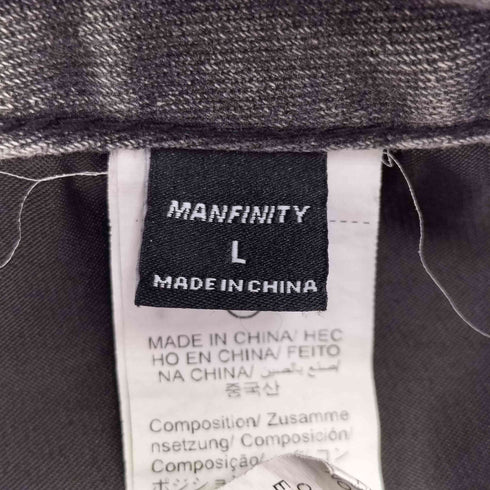 MANFINITY
L
MADE IN CHINA
MADE IN CHINA/ HEC
HO EN CHINA/ FEITO
NA CHINA/ صنع بالصين
중국산
Composition/ Zusamme
nsetzung/ Composición/
Composição/